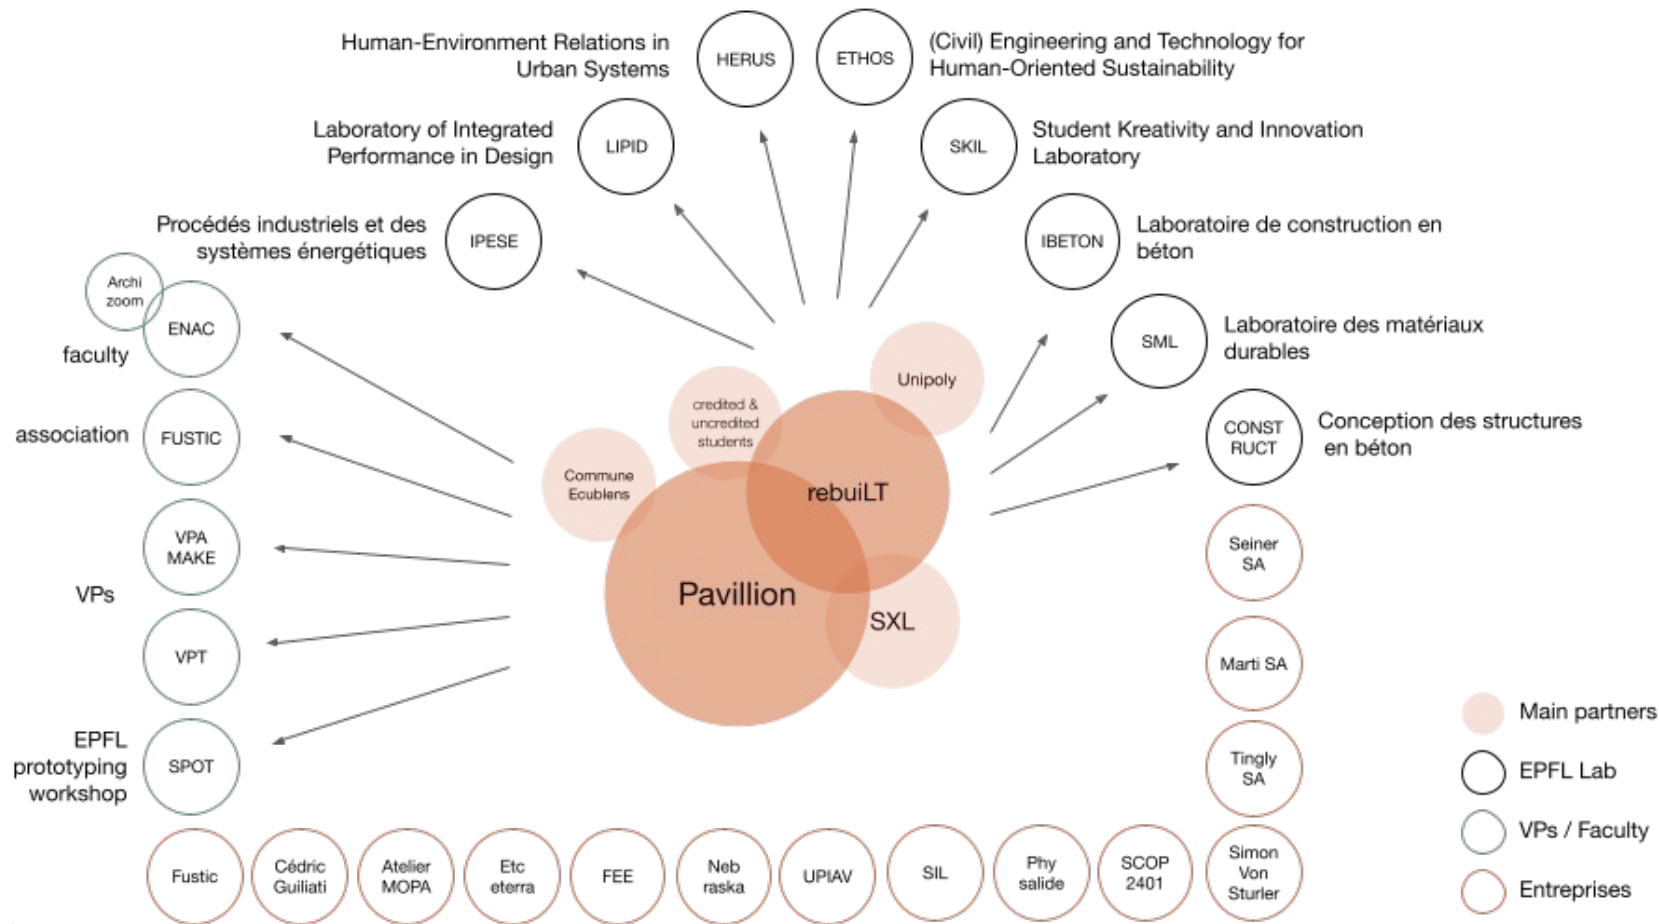 Human-Environment Relations in
Urban Systems
HERUS
ETHOS
(Civil) Engineering and Technology for
Human-Oriented Sustainability
Laboratory of Integrated
Performance in Design
LIPID
SKIL
Student Kreativity and Innovation
Laboratory
Procédés industriels et des
systèmes énergétiques
IPESE
IBETON
Laboratoire de construction en
béton
Archi
zoom
ENAC
faculty
SML
Laboratoire des matériaux
durables
Unipoly
credited &
uncredited
students
association
FUSTIC
CONST
RUCT
Conception des structures
en béton
Commune
Ecublens
rebuiLT
VPA
MAKE
Seiner
SA
VPs
Pavillion
SXL
VPT
Marti SA
EPFL
prototyping
workshop
SPOT
Tingly
SA
Main partners
EPFL Lab
VPs / Faculty
Entreprises
Fustic
Cédric
Guiliati
Atelier
MOPA
Etc
eterra
FEE
Neb
raska
UPIAV
SIL
Phy
salide
SCOP
2401
Simon
Von
Sturler